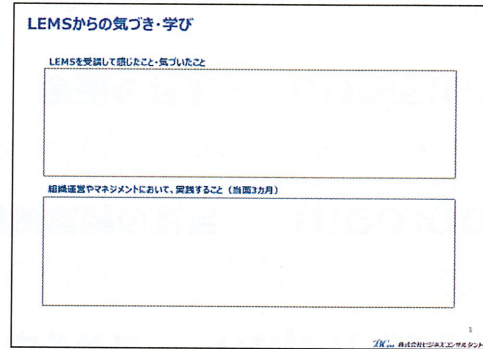 LEMSからの気づき・学び
LEMSを受講して感じたこと・気づいたこと
組織運営やマネジメントにおいて、実践すること（当面3カ月）
1
株式会社ビジネスコンサルタント